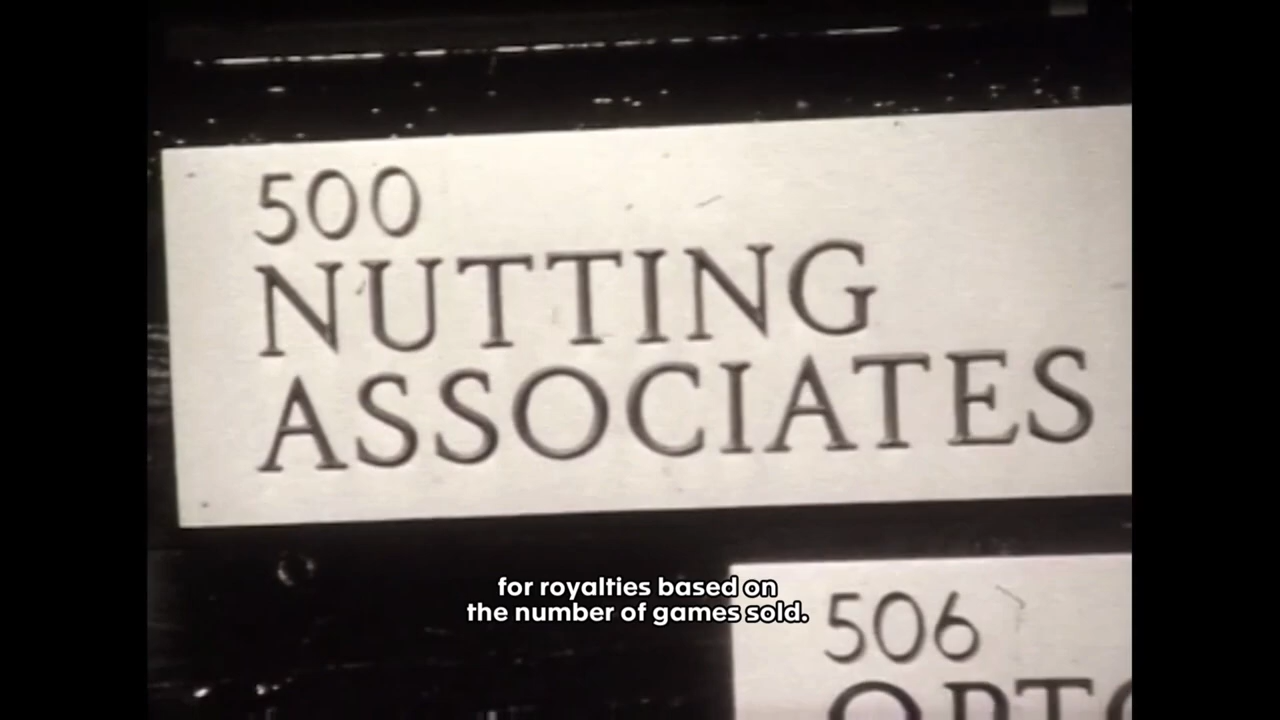 500
NUTTING
ASSOCIATES
for royalties based on
the number of games sold.
506